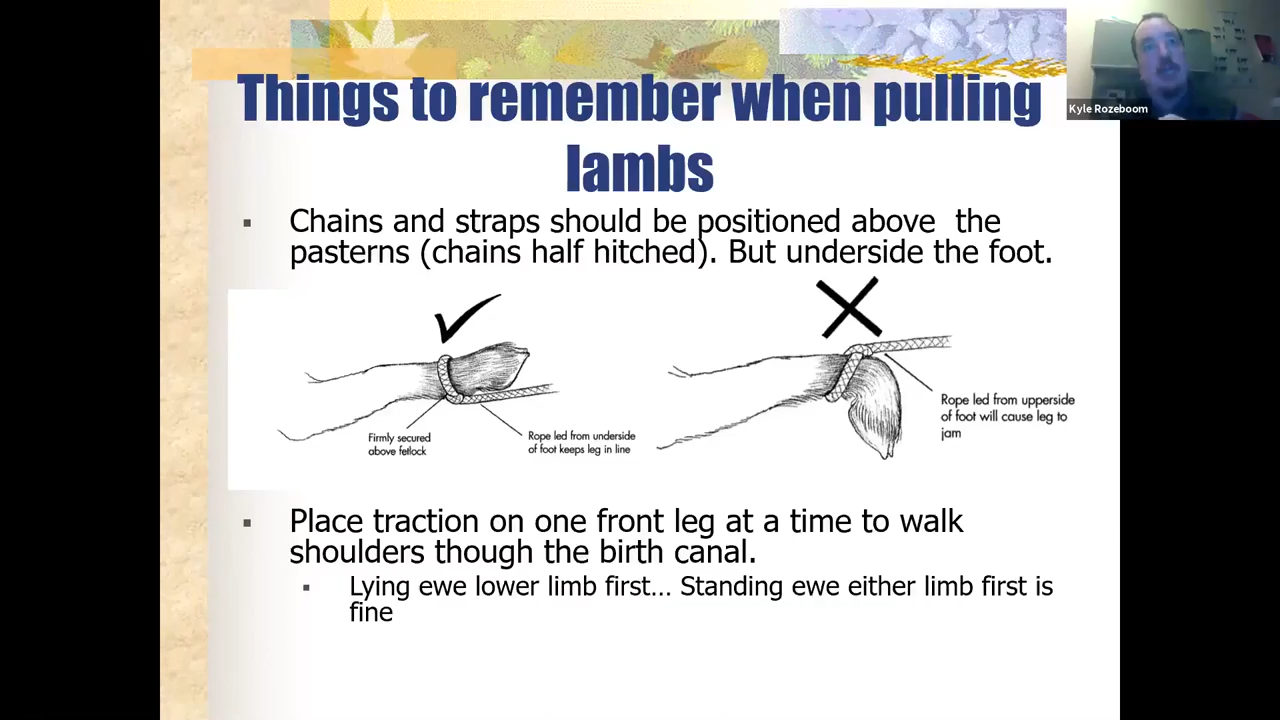 Things to remember when pulling
lambs
Kyle Rozeboom
▪ Chains and straps should be positioned above the
pasterns (chains half hitched). But underside the foot.
Firmly secured
above fetlock
Rope led from underside
of foot keeps leg in line
Rope led from upperside
of foot will cause leg to
jam
▪ Place traction on one front leg at a time to walk
shoulders though the birth canal.
▪ Lying ewe lower limb first... Standing ewe either limb first is
fine